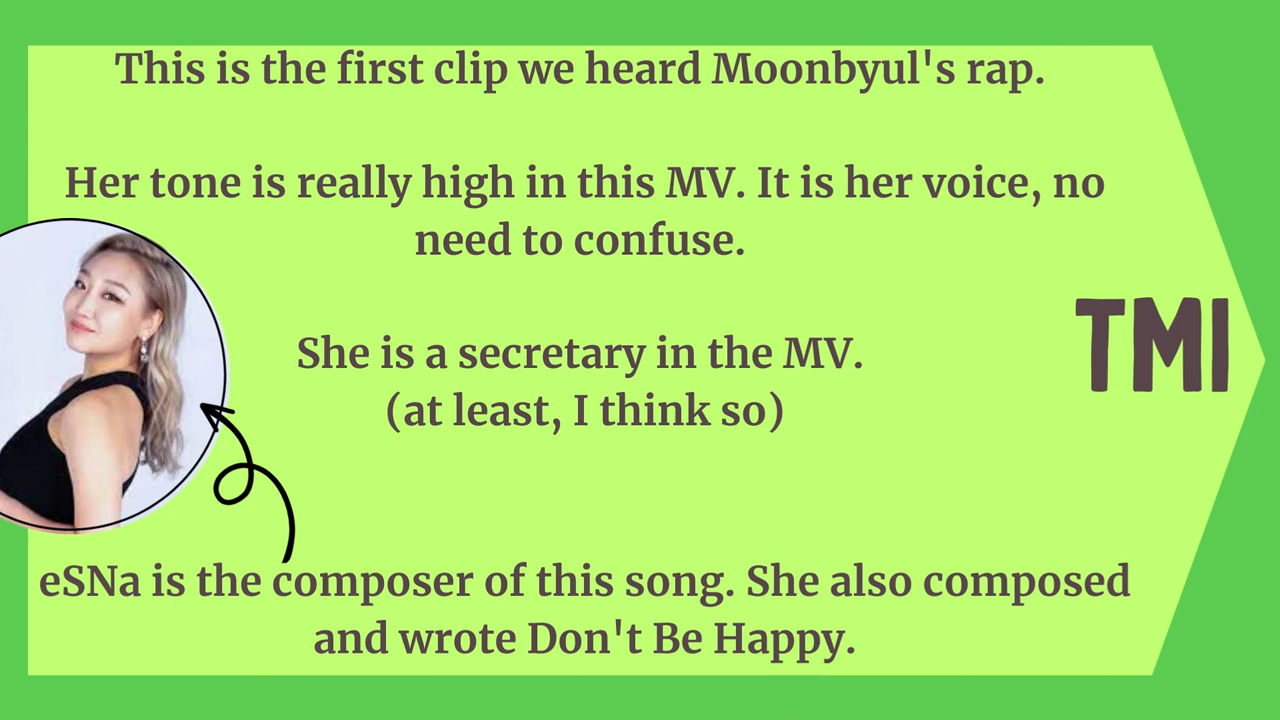 This is the first clip we heard Moonbyul's rap.
Her tone is really high in this MV. It is her voice, no
need to confuse.
She is a secretary in the MV.
(at least, I think so)
TMI
eSNa is the composer of this song. She also composed
and wrote Don't Be Happy.